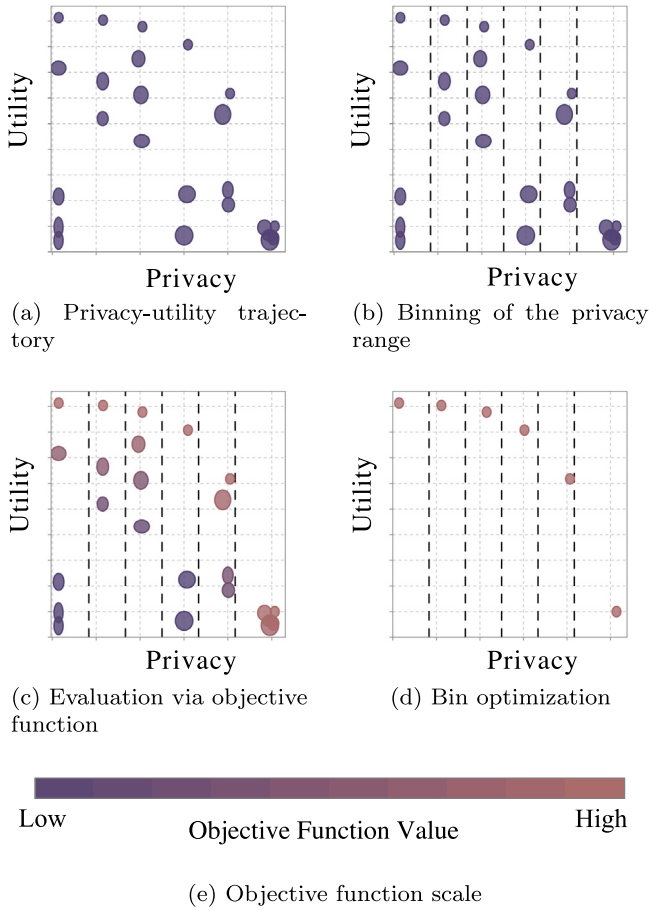 Utility
Privacy
(a) Privacy-utility trajec-
tory
Utility
Privacy
(b) Binning of the privacy
range
Utility
Privacy
(c) Evaluation via objective
function
Utility
Privacy
(d) Bin optimization
Low
Objective Function Value
High
(e) Objective function scale